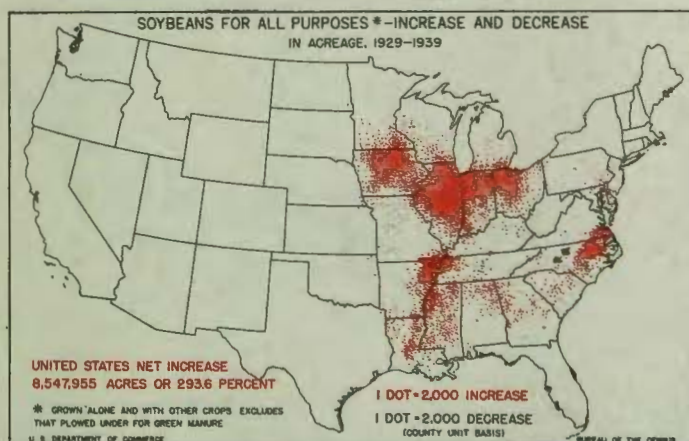 SOYBEANS FOR ALL PURPOSES * -INCREASE AND DECREASE
IN ACREAGE, 1929-1939
UNITED STATES NET INCREASE
8,547,955 ACRES OR 293.6 PERCENT
* GROWN ALONE AND WITH OTHER CROPS EXCLUDES
THAT PLOWED UNDER FOR GREEN MANURE
U. S. DEPARTMENT OF COMMERCE
1 DOT=2,000 INCREASE
1 DOT=2,000 DECREASE
(COUNTY UNIT BASIS)
BUREAU OF THE CENSUS